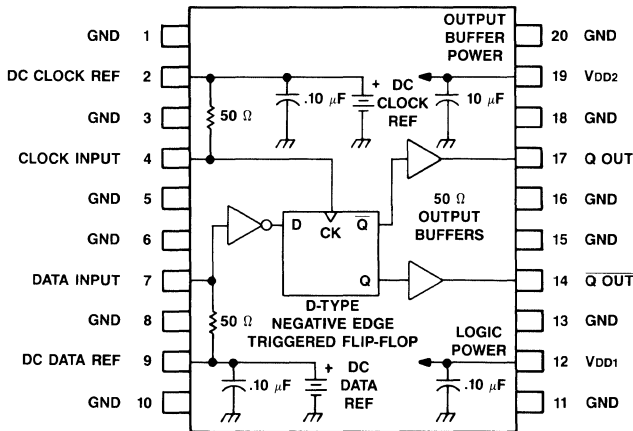 OUTPUT
BUFFER
POWER
GND 1
20 GND
DC CLOCK REF 2
+ DC
CLOCK
REF
.10 μF
10 μF
19 VDD2
GND 3
50 Ω
18 GND
CLOCK INPUT 4
17 Q OUT
GND 5
16 GND
D
CK
Q̅
Q
50 Ω
OUTPUT
BUFFERS
GND 6
15 GND
DATA INPUT 7
14 Q̅ ̅O̅U̅T̅
D-TYPE
NEGATIVE EDGE
TRIGGERED FLIP-FLOP
GND 8
50 Ω
LOGIC
POWER
13 GND
DC DATA REF 9
+ DC
DATA
REF
.10 μF
.10 μF
12 VDD1
GND 10
11 GND